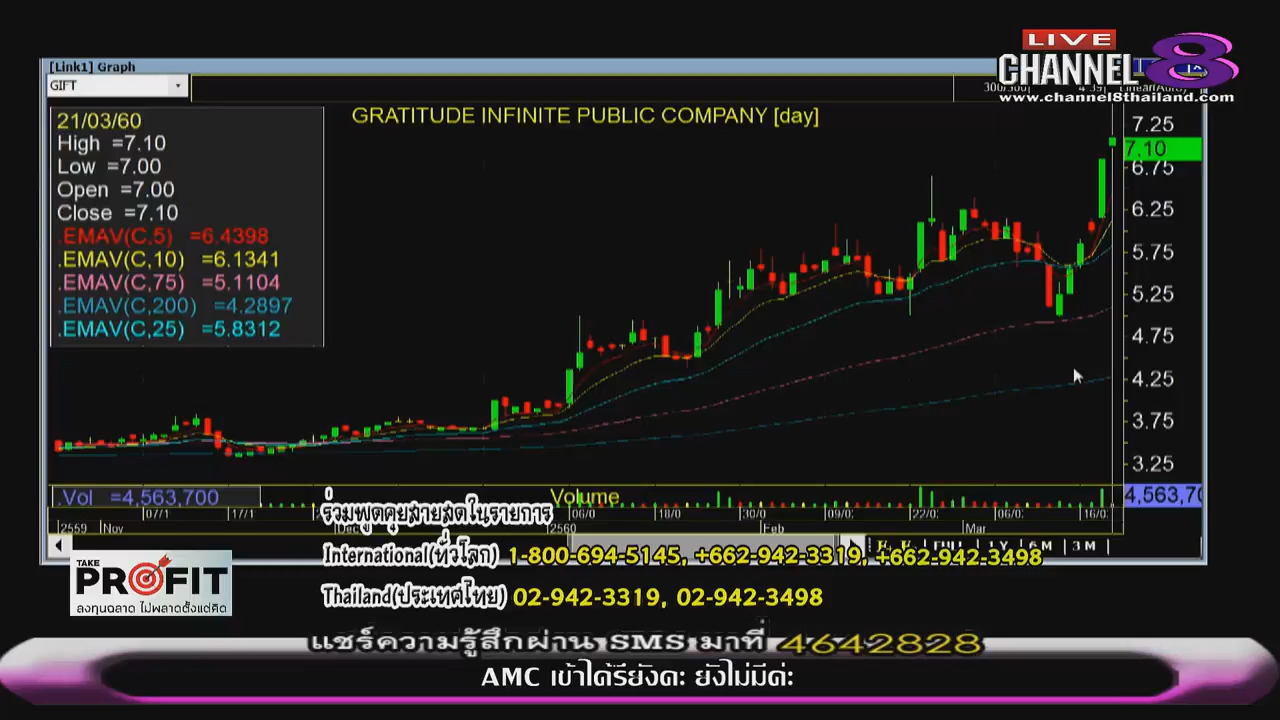 LIVE
CHANNEL 8
www.channel8thailand.com
[Link1] Graph
GIFT
GRATITUDE INFINITE PUBLIC COMPANY [day]
21/03/60
High =7.10
Low =7.00
Open =7.00
Close =7.10
.EMAV(C,5) =6.4398
.EMAV(C,10) =6.1341
.EMAV(C,75) =5.1104
.EMAV(C,200) =4.2897
.EMAV(C,25) =5.8312
7.25
7.10
6.75
6.25
5.75
5.25
4.75
4.25
3.75
3.25
.Vol =4,563,700
Volume
4,563,70
07/1 17/1 06/0 18/0 30/0 09/0 22/0 06/0 16/0
2559 Nov Dec 2560 Feb Mar
1 Y 6 M 3 M
ร่วมพูดคุยสายสดในรายการ
International(ทั่วโลก) 1-800-694-5145, +662-942-3319, +662-942-3498
Thailand(ประเทศไทย) 02-942-3319, 02-942-3498
TAKE
PROFIT
ลงทุนฉลาด ไม่พลาดตั้งแต่คิด
แชร์ความรู้สึกผ่าน SMS มาที่ 4642828
AMC เข้าได้รึยังคะ ยังไม่มีค่ะ